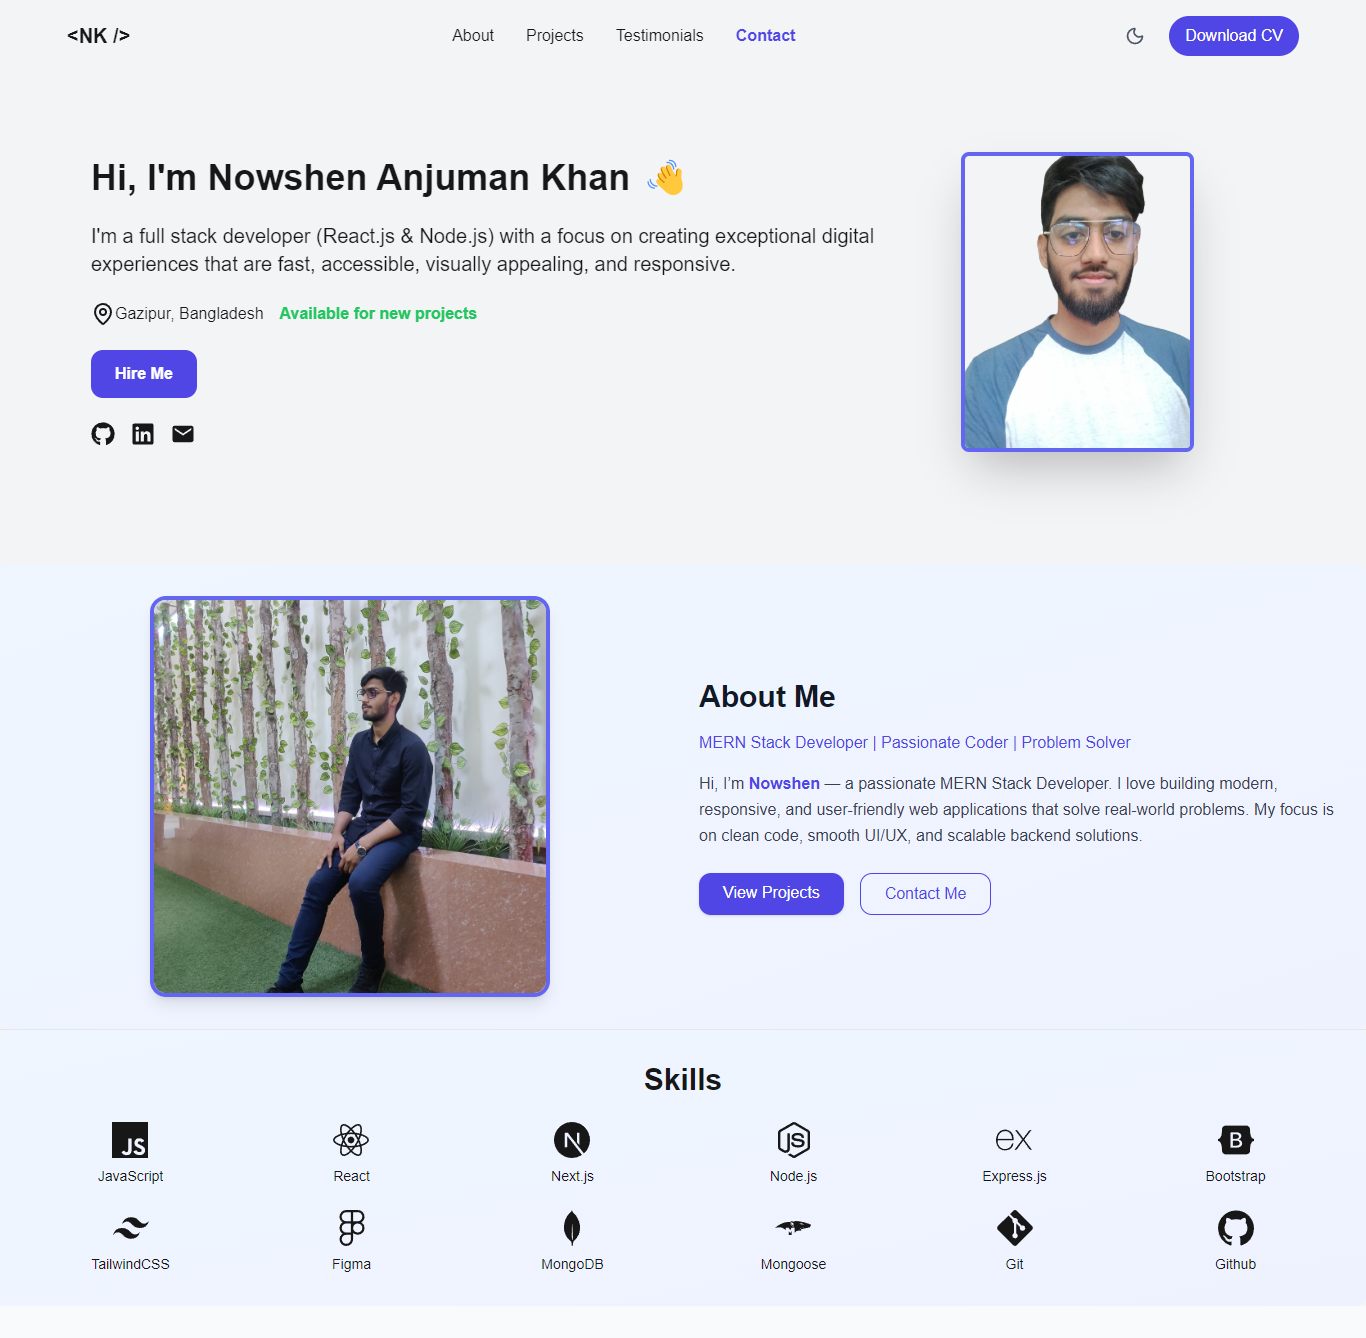 <NK />
About
Projects
Testimonials
Contact
Download CV
Hi, I'm Nowshen Anjuman Khan 👋
I'm a full stack developer (React.js & Node.js) with a focus on creating exceptional digital
experiences that are fast, accessible, visually appealing, and responsive.
Gazipur, Bangladesh Available for new projects
Hire Me
in
About Me
MERN Stack Developer | Passionate Coder | Problem Solver
Hi, I’m Nowshen — a passionate MERN Stack Developer. I love building modern,
responsive, and user-friendly web applications that solve real-world problems. My focus is
on clean code, smooth UI/UX, and scalable backend solutions.
View Projects
Contact Me
Skills
JS
N
JS
ex
B
JavaScript
React
Next.js
Node.js
Express.js
Bootstrap
TailwindCSS
Figma
MongoDB
Mongoose
Git
Github